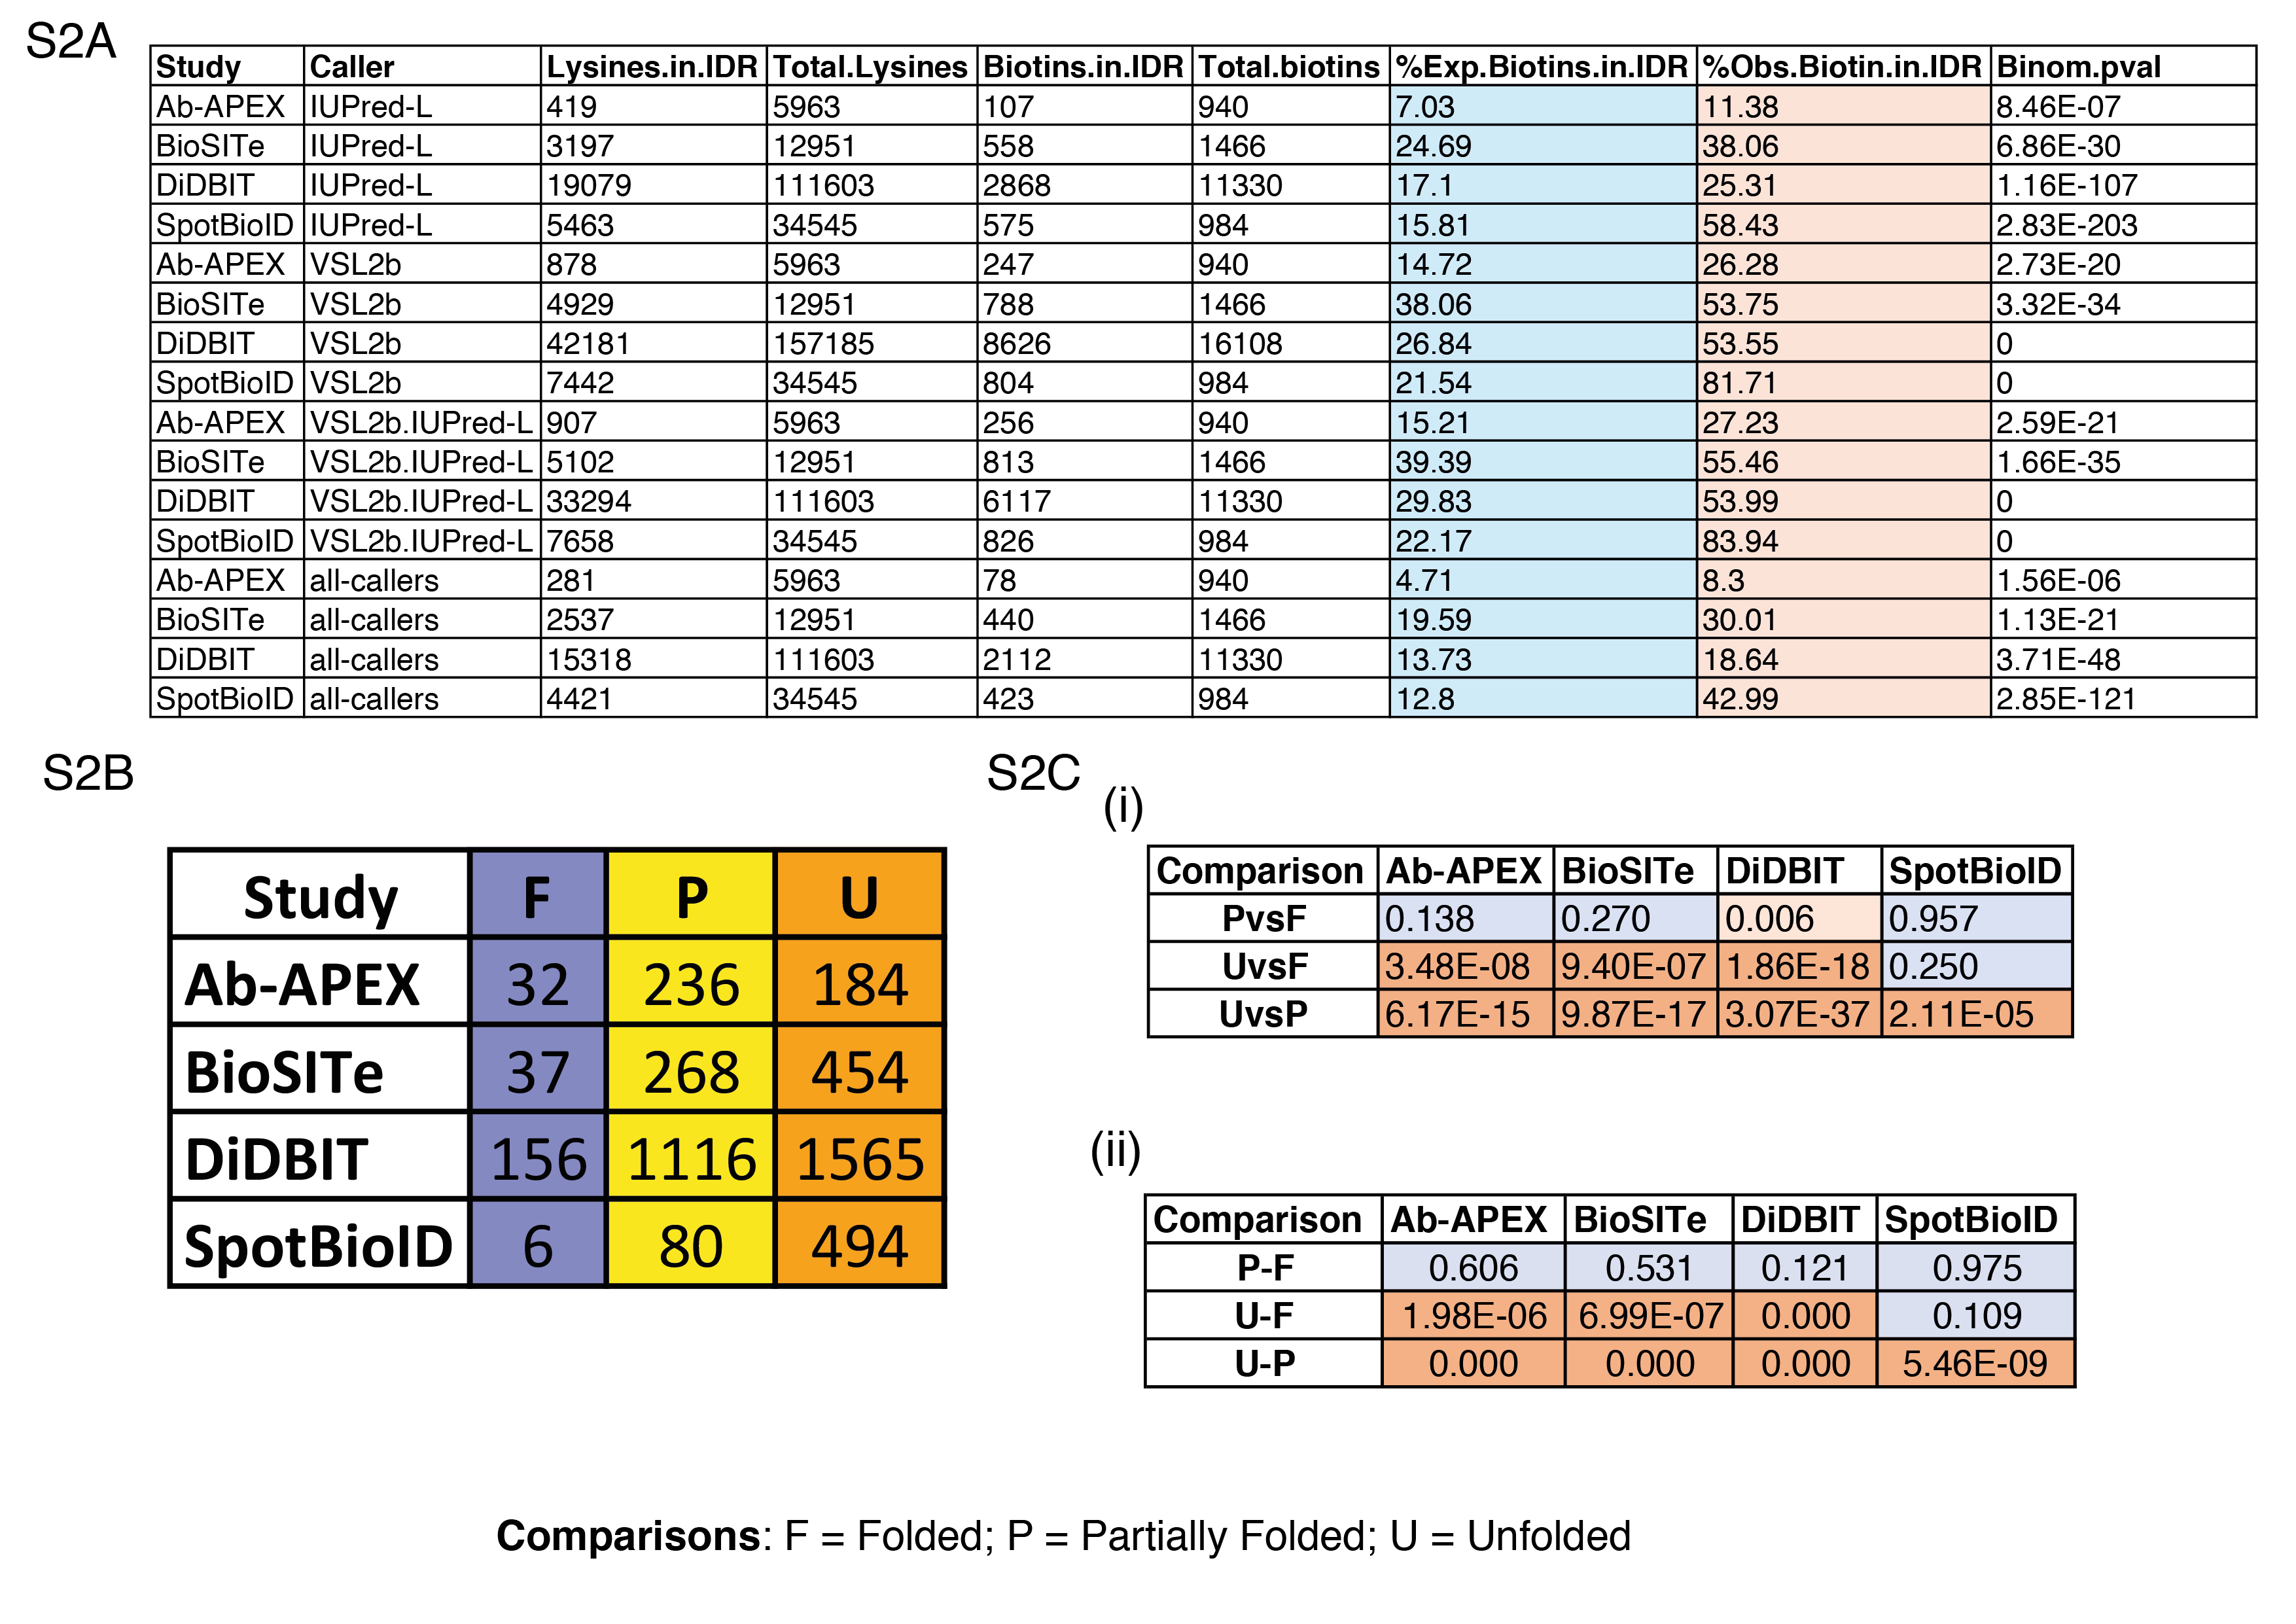 S2A
Study Caller Lysines.in.IDR Total.Lysines Biotins.in.IDR Total.biotins %Exp.Biotins.in.IDR %Obs.Biotin.in.IDR Binom.pval
Ab-APEX IUPred-L 419 5963 107 940 7.03 11.38 8.46E-07
BioSITe IUPred-L 3197 12951 558 1466 24.69 38.06 6.86E-30
DiDBIT IUPred-L 19079 111603 2868 11330 17.1 25.31 1.16E-107
SpotBioID IUPred-L 5463 34545 575 984 15.81 58.43 2.83E-203
Ab-APEX VSL2b 878 5963 247 940 14.72 26.28 2.73E-20
BioSITe VSL2b 4929 12951 788 1466 38.06 53.75 3.32E-34
DiDBIT VSL2b 42181 157185 8626 16108 26.84 53.55 0
SpotBioID VSL2b 7442 34545 804 984 21.54 81.71 0
Ab-APEX VSL2b.IUPred-L 907 5963 256 940 15.21 27.23 2.59E-21
BioSITe VSL2b.IUPred-L 5102 12951 813 1466 39.39 55.46 1.66E-35
DiDBIT VSL2b.IUPred-L 33294 111603 6117 11330 29.83 53.99 0
SpotBioID VSL2b.IUPred-L 7658 34545 826 984 22.17 83.94 0
Ab-APEX all-callers 281 5963 78 940 4.71 8.3 1.56E-06
BioSITe all-callers 2537 12951 440 1466 19.59 30.01 1.13E-21
DiDBIT all-callers 15318 111603 2112 11330 13.73 18.64 3.71E-48
SpotBioID all-callers 4421 34545 423 984 12.8 42.99 2.85E-121
S2B
Study F P U
Ab-APEX 32 236 184
BioSITe 37 268 454
DiDBIT 156 1116 1565
SpotBioID 6 80 494
S2C
(i)
Comparison Ab-APEX BioSITe DiDBIT SpotBioID
PvsF 0.138 0.270 0.006 0.957
UvsF 3.48E-08 9.40E-07 1.86E-18 0.250
UvsP 6.17E-15 9.87E-17 3.07E-37 2.11E-05
(ii)
Comparison Ab-APEX BioSITe DiDBIT SpotBioID
P-F 0.606 0.531 0.121 0.975
U-F 1.98E-06 6.99E-07 0.000 0.109
U-P 0.000 0.000 0.000 5.46E-09
Comparisons: F = Folded; P = Partially Folded; U = Unfolded